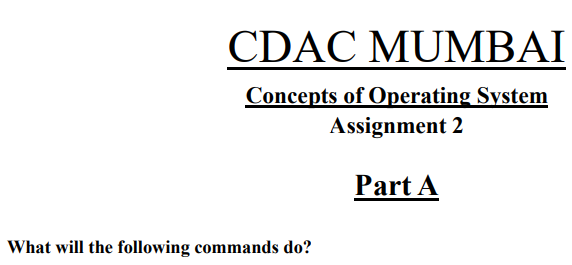 CDAC MUMBAI
Concepts of Operating System
Assignment 2
Part A
What will the following commands do?